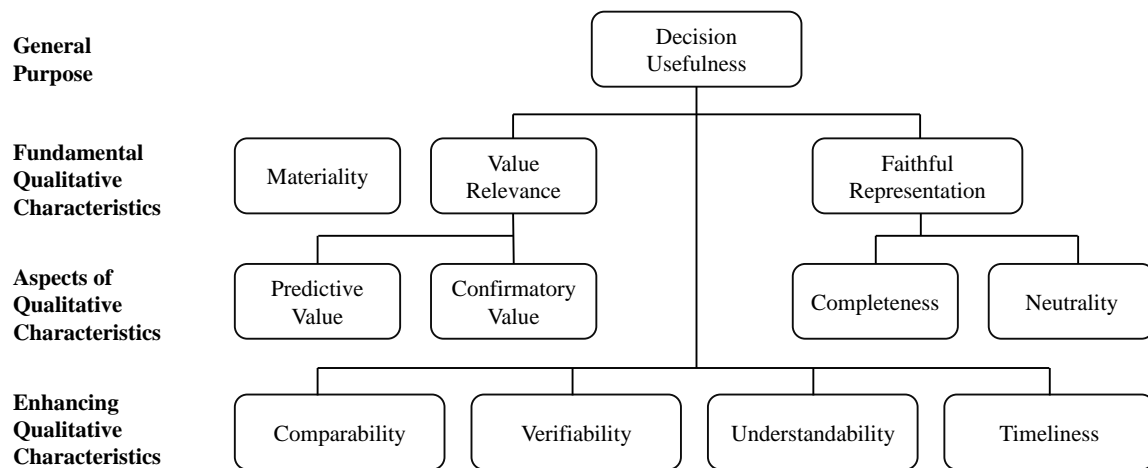 General
Purpose
Decision
Usefulness
Fundamental
Qualitative
Characteristics
Materiality
Value
Relevance
Faithful
Representation
Aspects of
Qualitative
Characteristics
Predictive
Value
Confirmatory
Value
Completeness
Neutrality
Enhancing
Qualitative
Characteristics
Comparability
Verifiability
Understandability
Timeliness